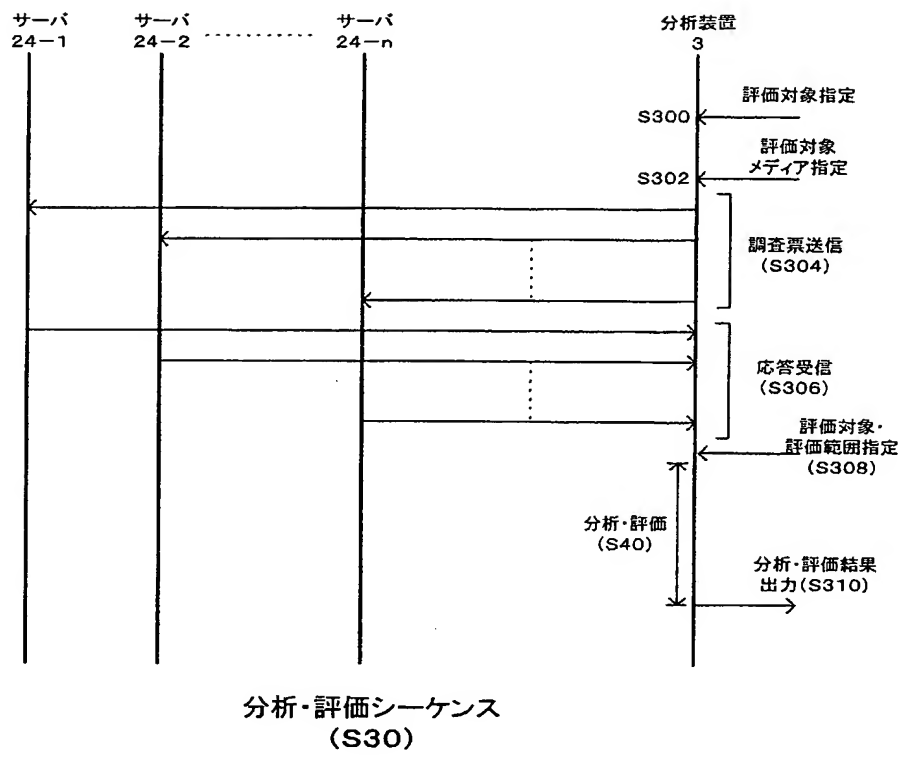 サーバ
24-1
サーバ
24-2
サーバ
24-n
分析装置
3
評価対象指定
S300
評価対象
メディア指定
S302
調査票送信
(S304)
応答受信
(S306)
評価対象・
評価範囲指定
(S308)
分析・評価
(S40)
分析・評価結果
出力(S310)
分析・評価シーケンス
(S30)